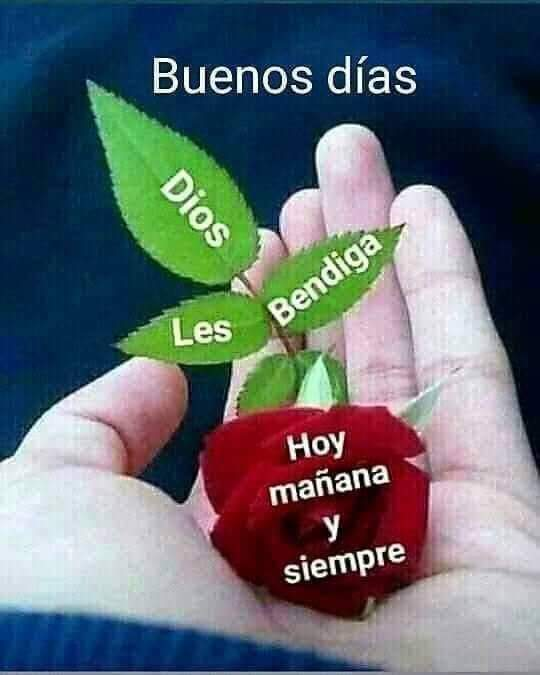 Buenos días
Dios
Les Bendiga
Hoy
mañana
y
siempre